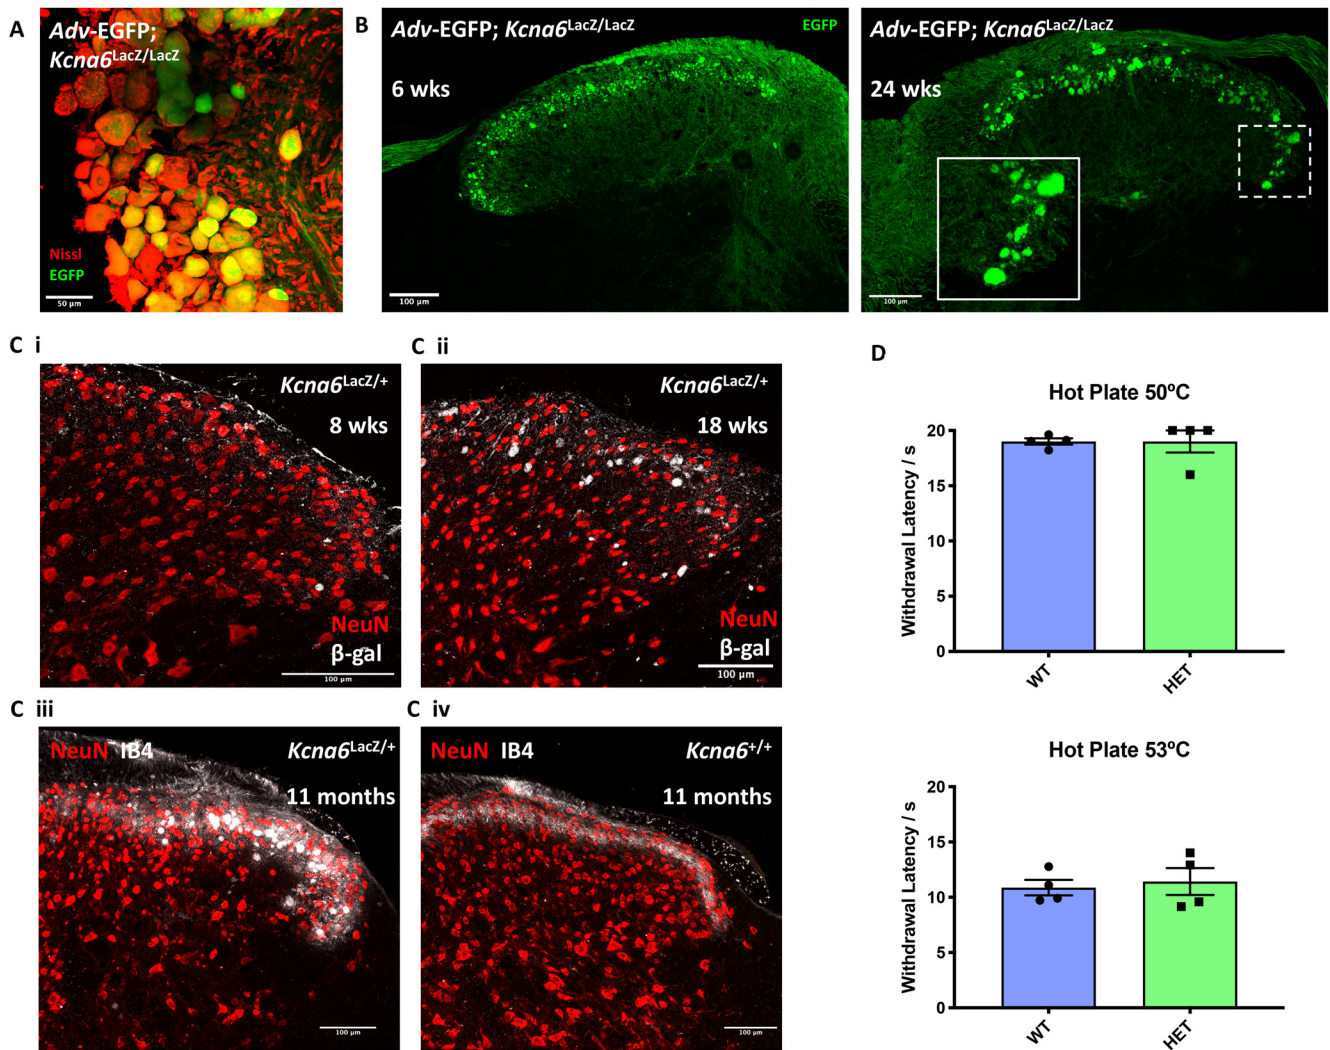 A
Adv-EGFP;
Kcna6LacZ/LacZ
Nissl
EGFP
50 µm
B
Adv-EGFP; Kcna6LacZ/LacZ
EGFP
6 wks
100 µm
Adv-EGFP; Kcna6LacZ/LacZ
24 wks
100 µm
C i
Kcna6LacZ/+
8 wks
NeuN
β-gal
100 µm
C ii
Kcna6LacZ/+
18 wks
NeuN
β-gal
100 µm
C iii
NeuN IB4
Kcna6LacZ/+
11 months
100 µm
C iv
NeuN IB4
Kcna6+/+
11 months
100 µm
D
Hot Plate 50ºC
Withdrawal Latency / s
20
15
10
5
0
WT
HET
Hot Plate 53ºC
Withdrawal Latency / s
20
15
10
5
0
WT
HET